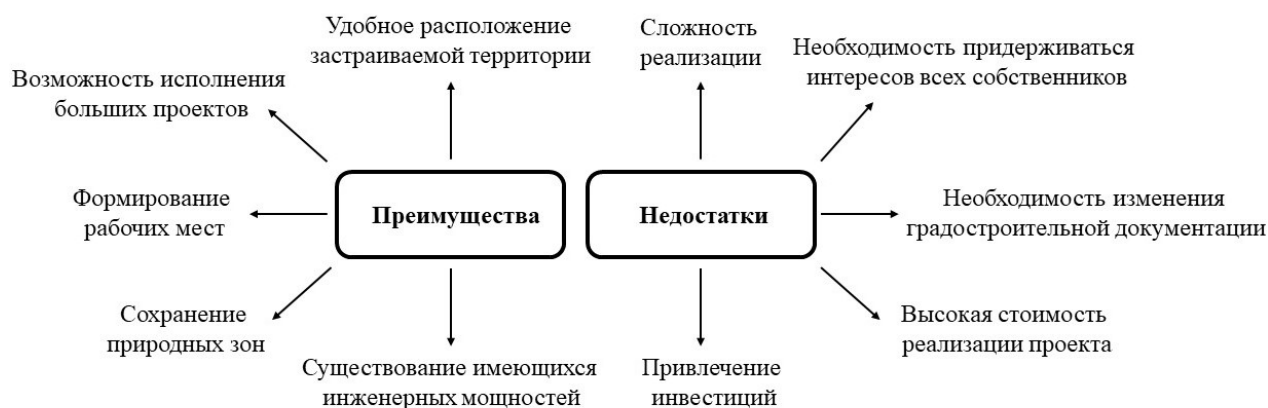 Удобное расположение
застраиваемой территории
Возможность исполнения
больших проектов
Формирование
рабочих мест
Сохранение
природных зон
Существование имеющихся
инженерных мощностей
Преимущества
Недостатки
Сложность
реализации
Необходимость придерживаться
интересов всех собственников
Необходимость изменения
градостроительной документации
Высокая стоимость
реализации проекта
Привлечение
инвестиций